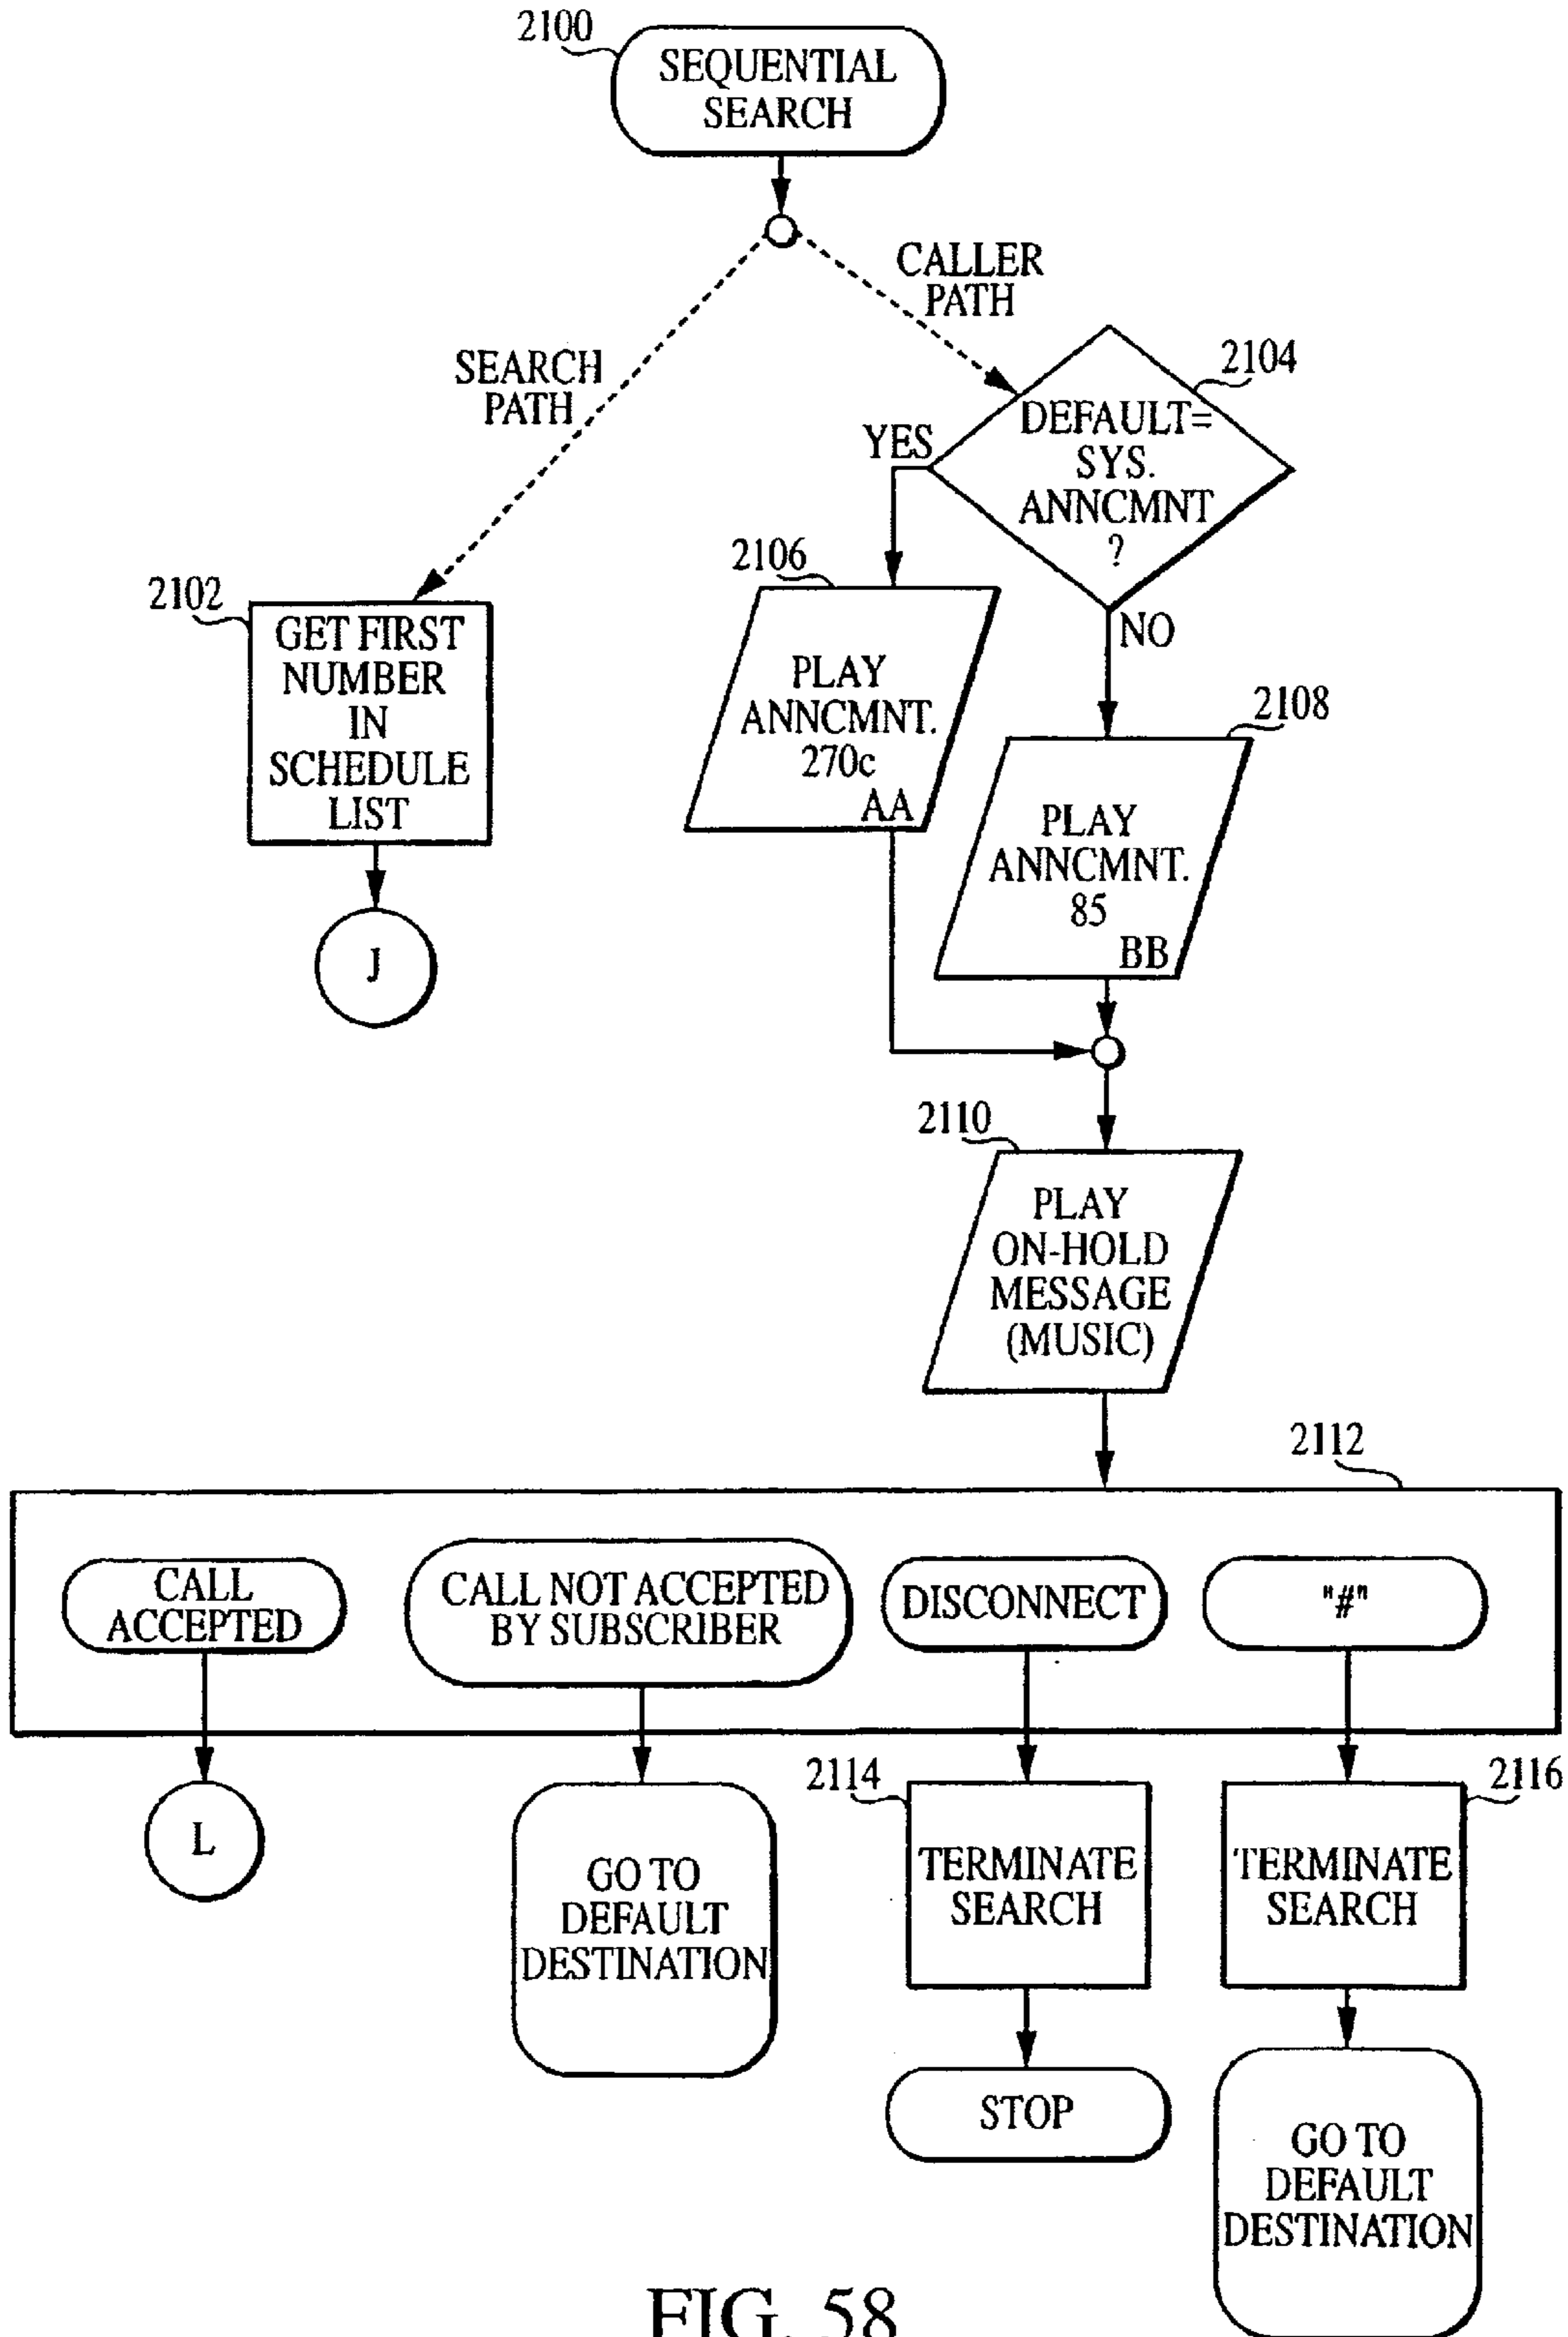 2100
SEQUENTIAL
SEARCH
CALLER
PATH
SEARCH
PATH
2104
DEFAULT=
SYS.
ANNCMNT
?
YES
NO
2102
GET FIRST
NUMBER
IN
SCHEDULE
LIST
J
2106
PLAY
ANNCMNT.
270c
AA
2108
PLAY
ANNCMNT.
85
BB
2110
PLAY
ON-HOLD
MESSAGE
(MUSIC)
2112
CALL
ACCEPTED
CALL NOT ACCEPTED
BY SUBSCRIBER
DISCONNECT
"#"
L
GO TO
DEFAULT
DESTINATION
2114
TERMINATE
SEARCH
STOP
2116
TERMINATE
SEARCH
GO TO
DEFAULT
DESTINATION
FIG. 58